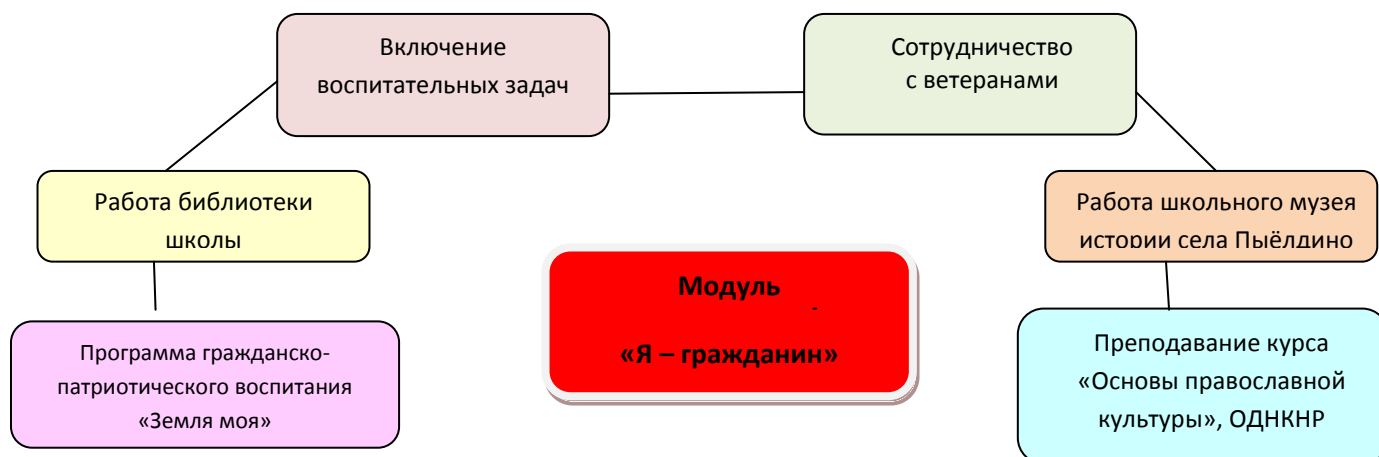 Включение
воспитательных задач
Сотрудничество
с ветеранами
Работа библиотеки
школы
Работа школьного музея
истории села Пыёлдино
Модуль
-
«Я – гражданин»
Программа гражданско-
патриотического воспитания
«Земля моя»
Преподавание курса
«Основы православной
культуры», ОДНКНР